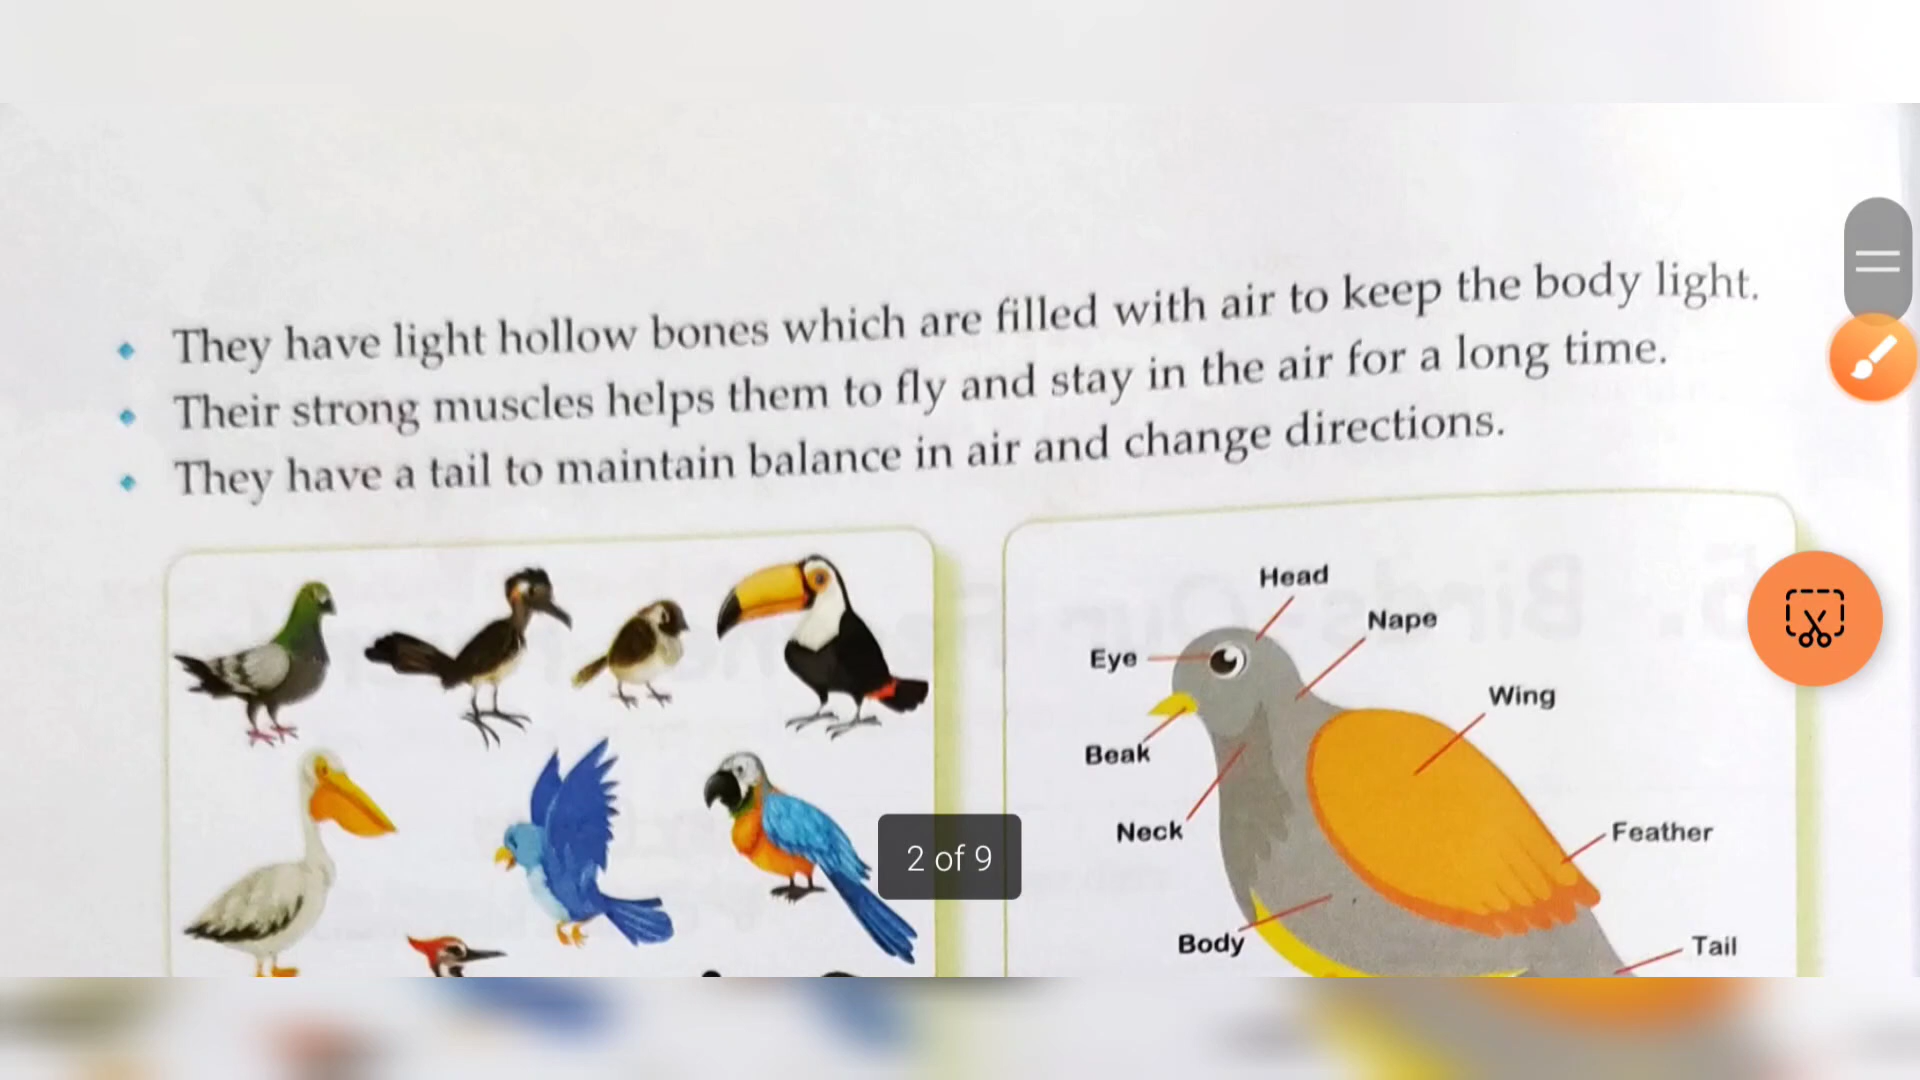 They have light hollow bones which are filled with air to keep the body light.
Their strong muscles helps them to fly and stay in the air for a long time.
They have a tail to maintain balance in air and change directions.
Head
Nape
Eye
Wing
Beak
Neck
Feather
2 of 9
Body
Tail